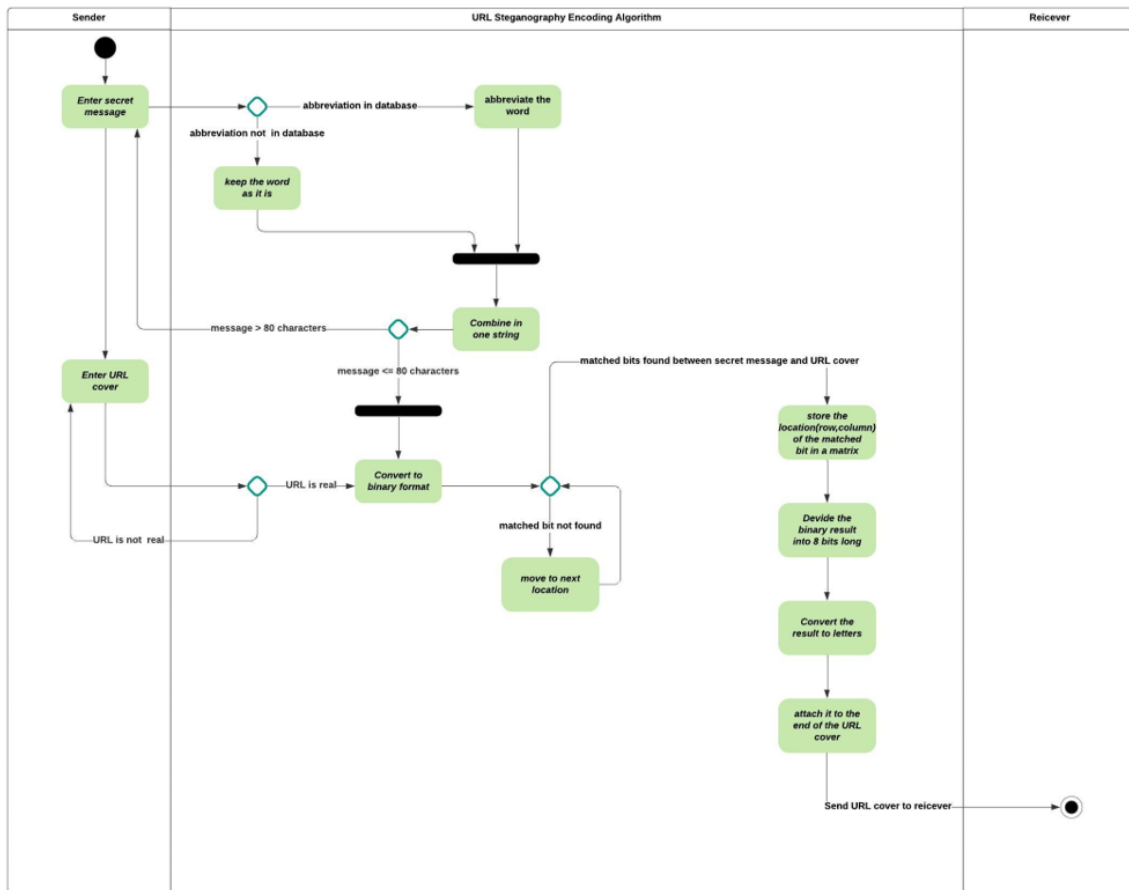 Sender
URL Steganography Encoding Algorithm
Reicever
Enter secret
message
abbreviation in database
abbreviate the
word
abbreviation not in database
keep the word
as it is
Combine in
one string
message > 80 characters
message <= 80 characters
Enter URL
cover
matched bits found between secret message and URL cover
store the
location(row,column)
of the matched
bit in a matrix
URL is real
Convert to
binary format
URL is not real
matched bit not found
move to next
location
Devide the
binary result
into 8 bits long
Convert the
result to letters
attach it to the
end of the URL
cover
Send URL cover to reicever